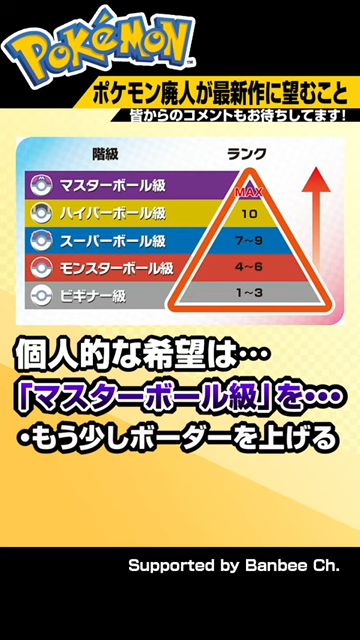 POKÉMON
ポケモン廃人が最新作に望むこと
皆からのコメントもお待ちしてます!
階級 ランク
マスターボール級 MAX
ハイパーボール級 10
スーパーボール級 7~9
モンスターボール級 4~6
ビギナー級 1~3
個人的な希望は…
「マスターボール級」を…
・もう少しボーダーを上げる
Supported by Banbee Ch.